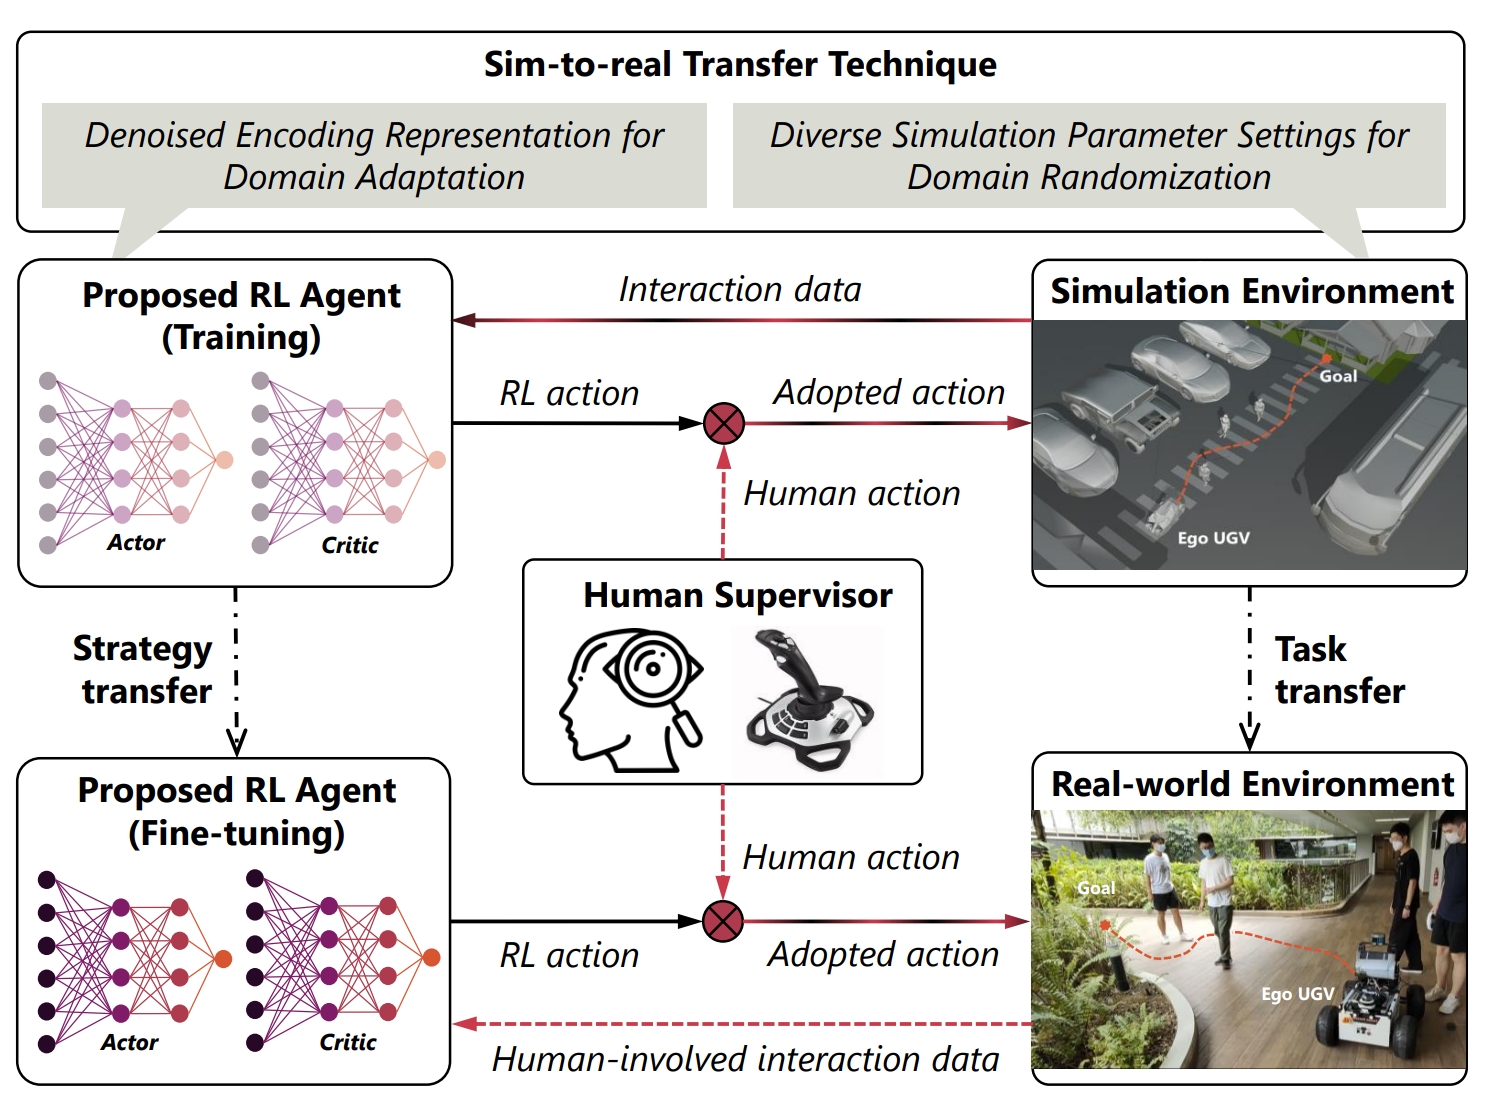 Sim-to-real Transfer Technique
Denoised Encoding Representation for
Domain Adaptation
Diverse Simulation Parameter Settings for
Domain Randomization
Proposed RL Agent
(Training)
Actor
Critic
Interaction data
RL action
Adopted action
Human action
Simulation Environment
Goal
Ego UGV
Human Supervisor
Strategy
transfer
Task
transfer
Proposed RL Agent
(Fine-tuning)
Actor
Critic
Human action
RL action
Adopted action
Human-involved interaction data
Real-world Environment
Goal
Ego UGV